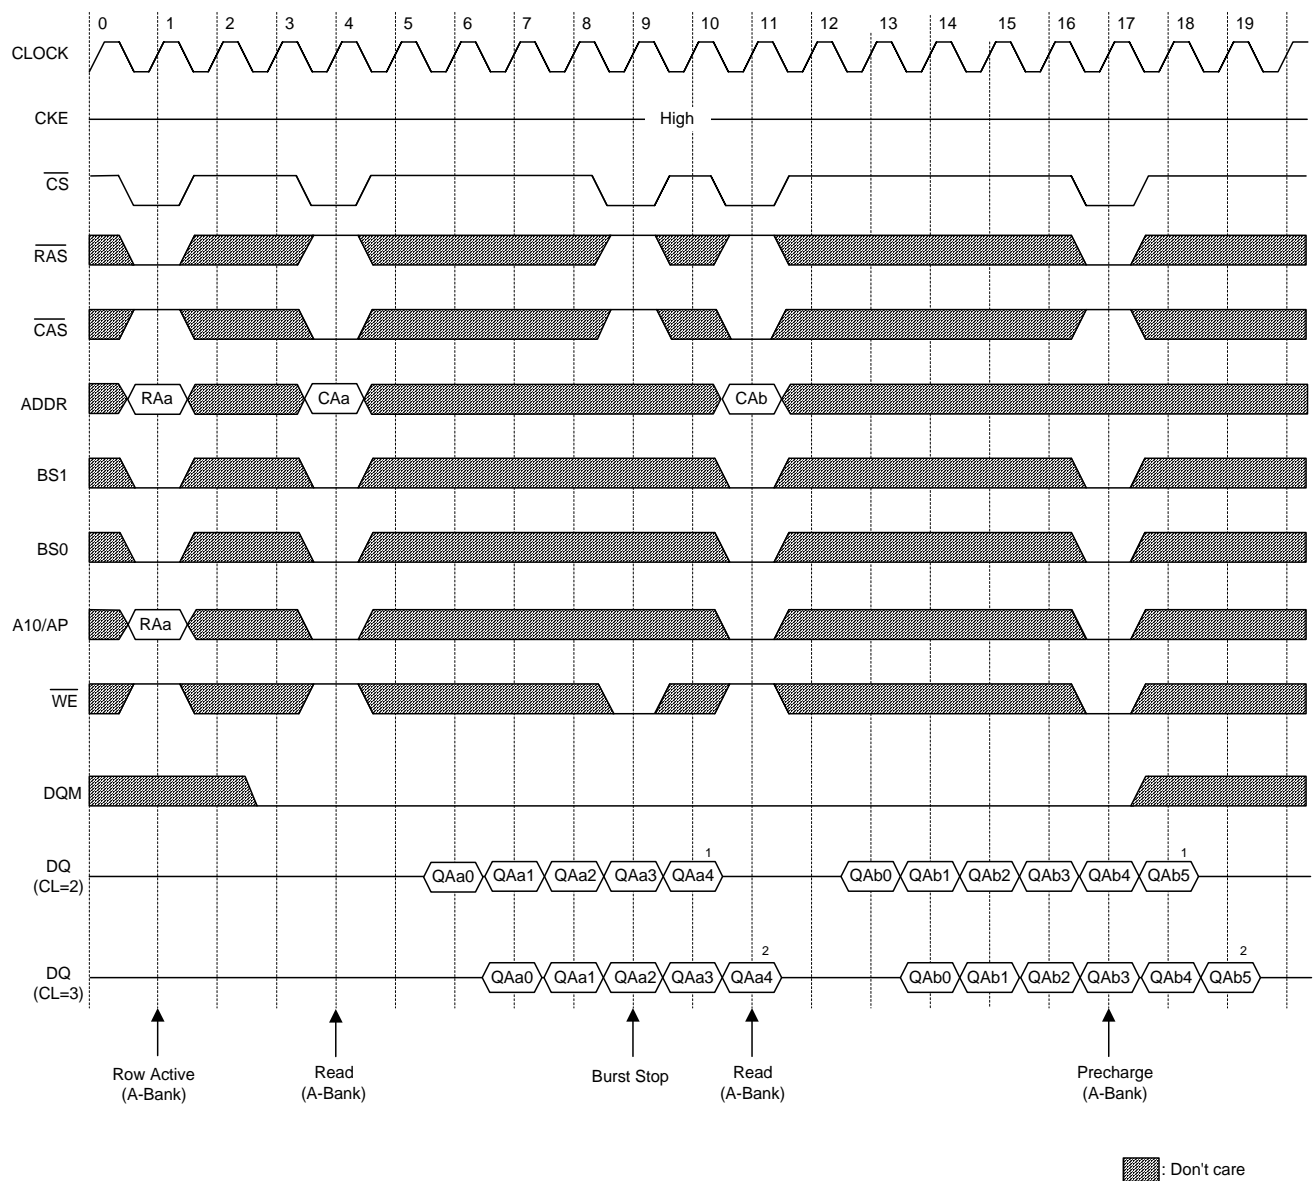 0 1 2 3 4 5 6 7 8 9 10 11 12 13 14 15 16 17 18 19
CLOCK
CKE High
CS
RAS
CAS
ADDR RAa CAa CAb
BS1
BS0
A10/AP RAa
WE
DQM
1 1
DQ
(CL=2)
QAa0 QAa1 QAa2 QAa3 QAa4 QAb0 QAb1 QAb2 QAb3 QAb4 QAb5
2 2
DQ
(CL=3)
QAa0 QAa1 QAa2 QAa3 QAa4 QAb0 QAb1 QAb2 QAb3 QAb4 QAb5
Row Active
(A-Bank)
Read
(A-Bank)
Burst Stop
Read
(A-Bank)
Precharge
(A-Bank)
: Don't care